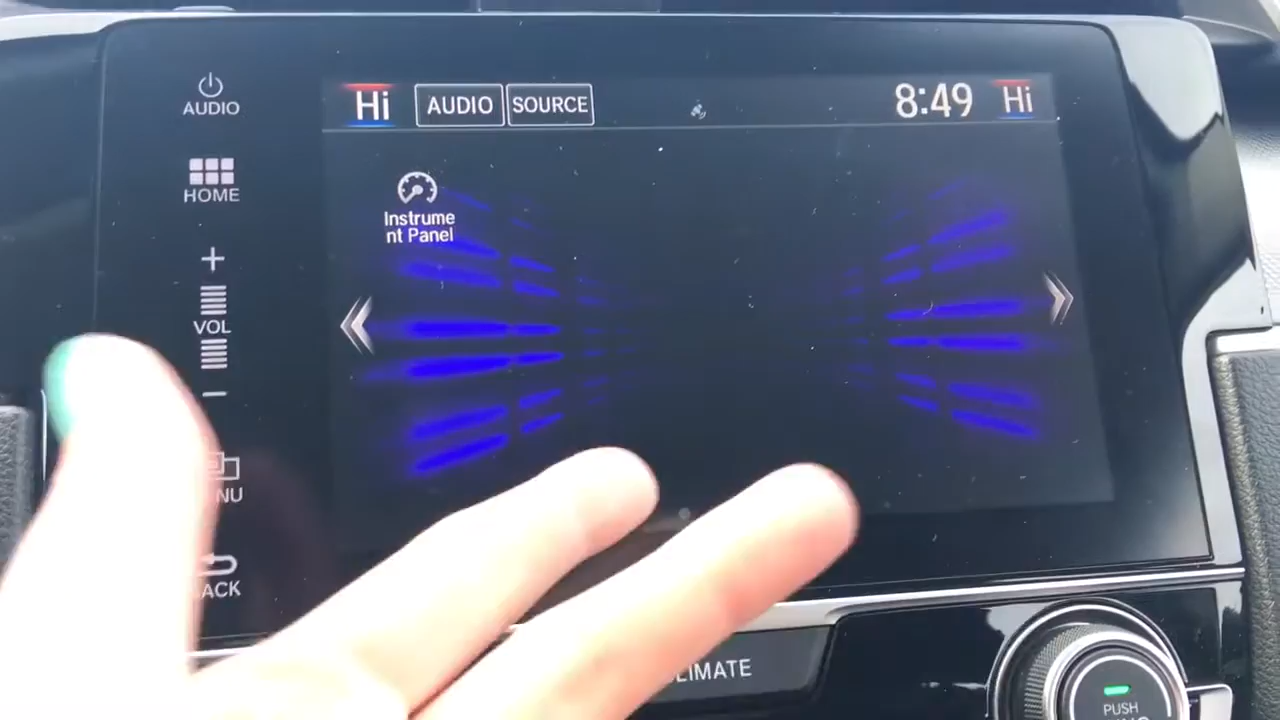 AUDIO
HOME
+
VOL
−
NU
ACK
Hi AUDIO SOURCE 8:49 Hi
Instrume
nt Panel
LIMATE
PUSH